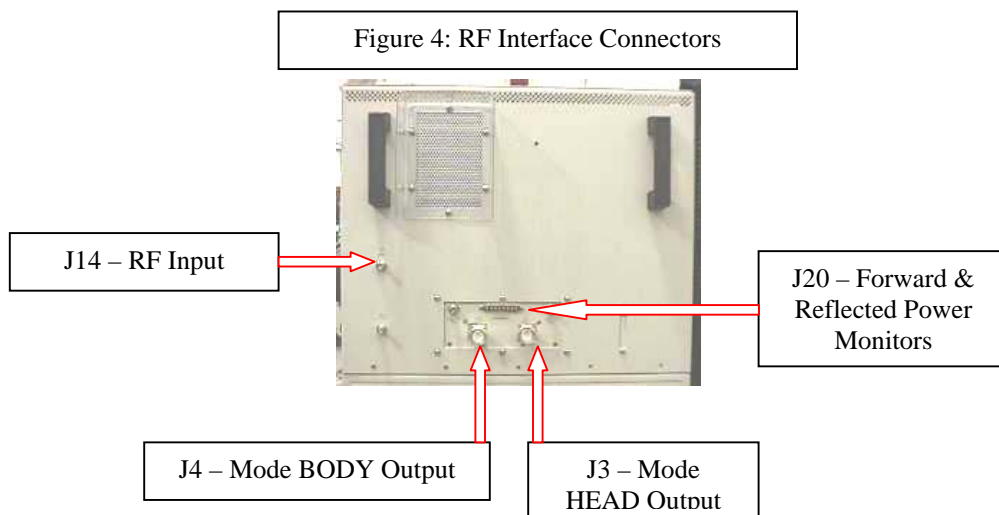 Figure 4: RF Interface Connectors
J14 – RF Input
J20 – Forward &
Reflected Power
Monitors
J4 – Mode BODY Output
J3 – Mode
HEAD Output